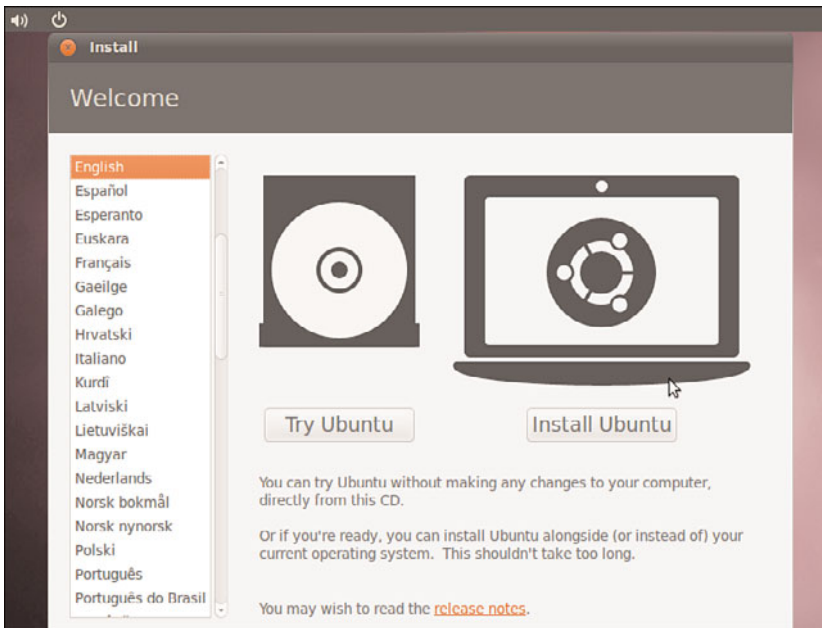 Install
Welcome
English
Español
Esperanto
Euskara
Français
Gaeilge
Galego
Hrvatski
Italiano
Kurdî
Latviski
Lietuviškai
Magyar
Nederlands
Norsk bokmål
Norsk nynorsk
Polski
Português
Português do Brasil
Try Ubuntu
Install Ubuntu
You can try Ubuntu without making any changes to your computer,
directly from this CD.
Or if you're ready, you can install Ubuntu alongside (or instead of) your
current operating system. This shouldn't take too long.
You may wish to read the release notes.